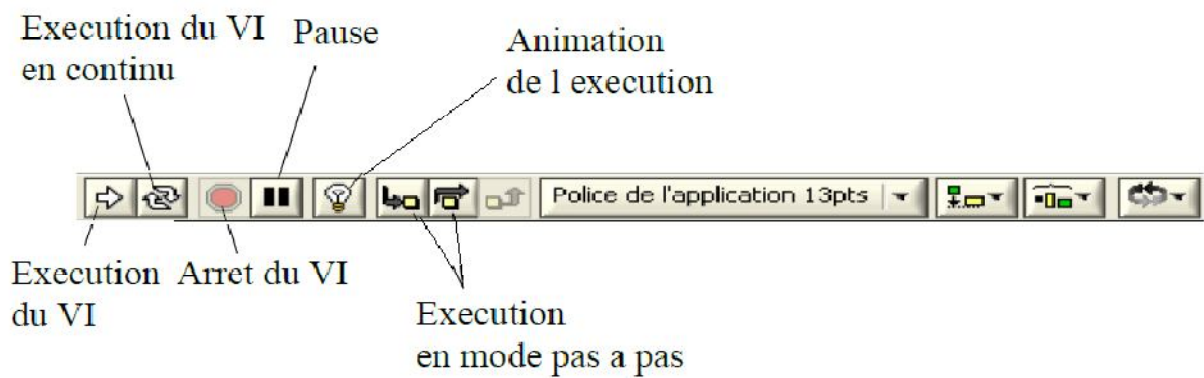 Execution du VI
en continu
Pause
Animation
de l execution
Police de l'application 13pts
Execution
du VI
Arret du VI
Execution
en mode pas a pas